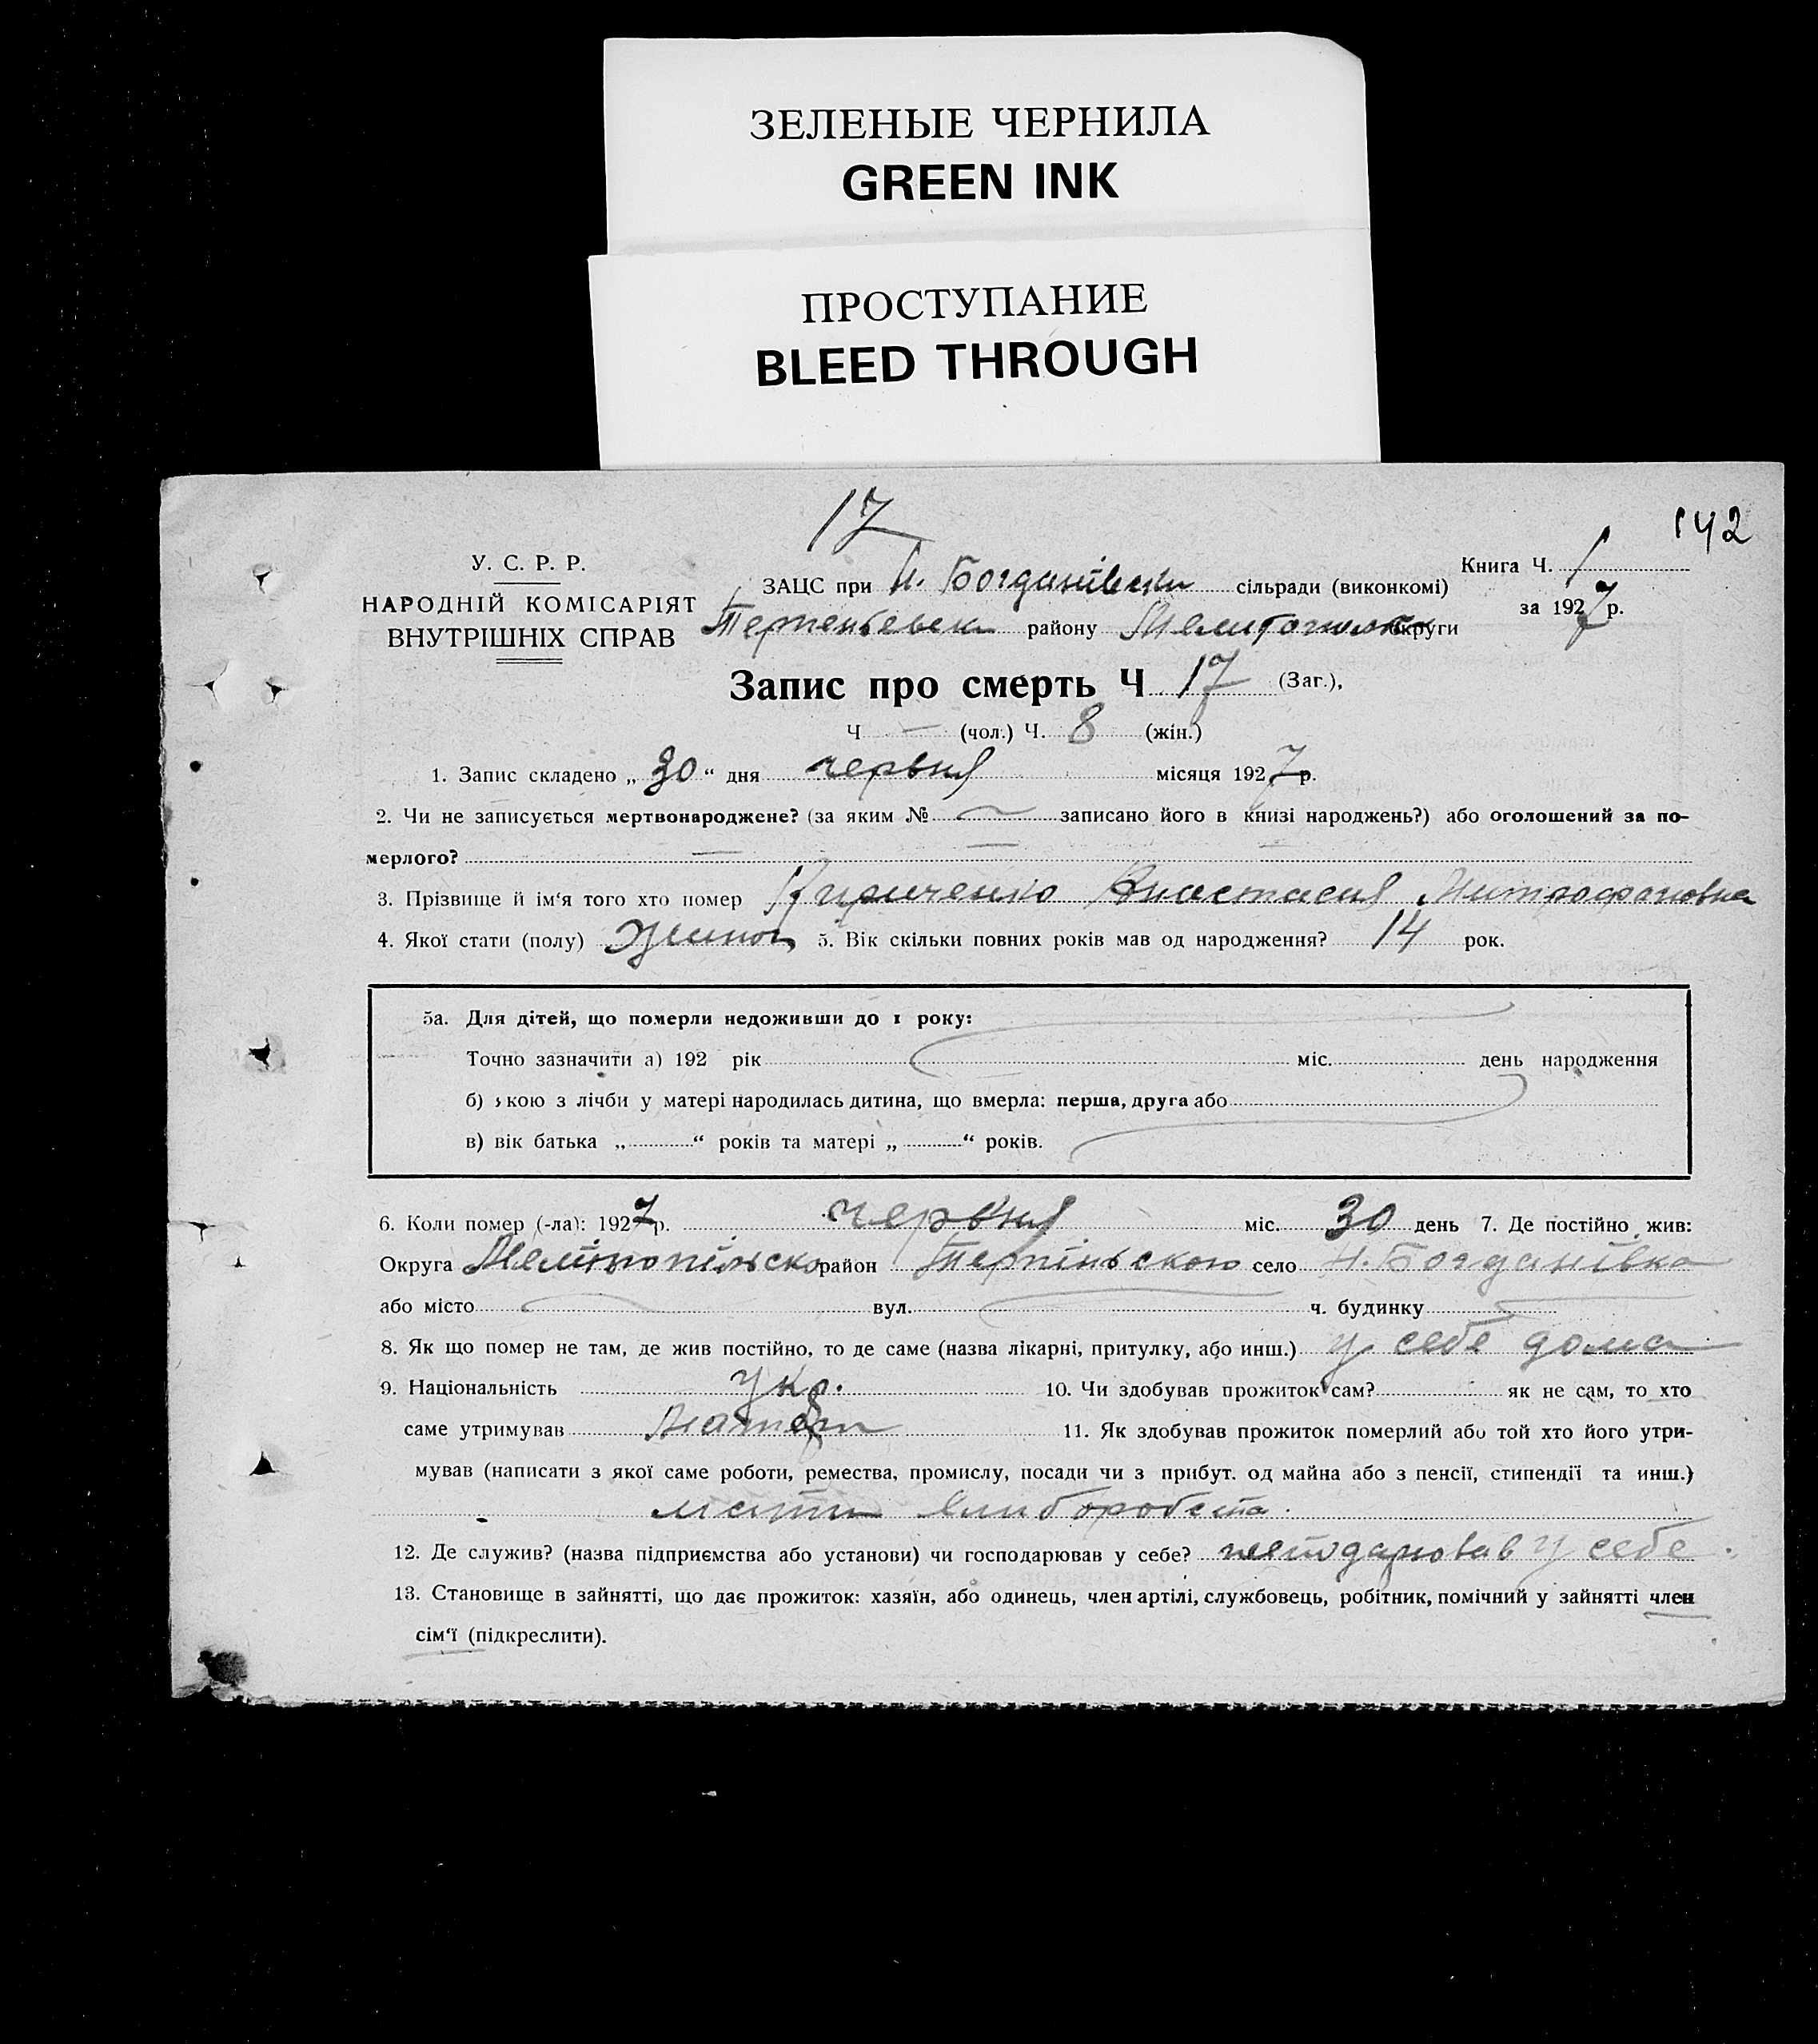 ЗЕЛЕНЫЕ ЧЕРНИЛА
GREEN INK
ПРОСТУПАНИЕ
BLEED THROUGH
17
142
У. С. Р. Р.
НАРОДНІЙ КОМІСАРІЯТ
ВНУТРІШНІХ СПРАВ
ЗАЦС при Н. Богданівськ сільради (виконкомі)
Книга Ч. 1
за 1927 р.
району округи
Запис про смерть Ч. 17 (Заг.),
Ч — (чол.) Ч. 8 (жін.)
1. Запис складено „ 30 “ дня червня місяця 1927 р.
2. Чи не записується мертвонароджене? (за яким № — записано його в книзі народжень?) або оголошений за по-
мерлого? — — —
3. Прізвище й ім‘я того хто помер Кириченко Анастасия Митрофановна
4. Якої стати (полу) 5. Вік скільки повних років мав од народження? 14 рок.
5а. Для дітей, що померли недоживши до 1 року:
Точно зазначити а) 192 рік міс. день народження
б) якою з лічби у матері народилась дитина, що вмерла: перша, друга або
в) вік батька „ “ років та матері „ “ років.
6. Коли помер (-ла): 1927 р. червня міс. 30 день 7. Де постійно жив:
Округа Мелітопільско район Терпіньского село Н. Богданівка
або місто вул. ч. будинку
8. Як що помер не там, де жив постійно, то де саме (назва лікарні, притулку, або инш.) у себе дома
9. Національність укр. 10. Чи здобував прожиток сам? як не сам, то хто
саме утримував 11. Як здобував прожиток померлий або той хто його утри-
мував (написати з якої саме роботи, ремества, промислу, посади чи з прибут. од майна або з пенсії, стипендії та инш.)
мати
12. Де служив? (назва підприємства або установи) чи господарював у себе? господарював у себе.
13. Становище в зайнятті, що дає прожиток: хазяїн, або одинець, член артілі, службовець, робітник, помічний у зайнятті член
сім‘ї (підкреслити).